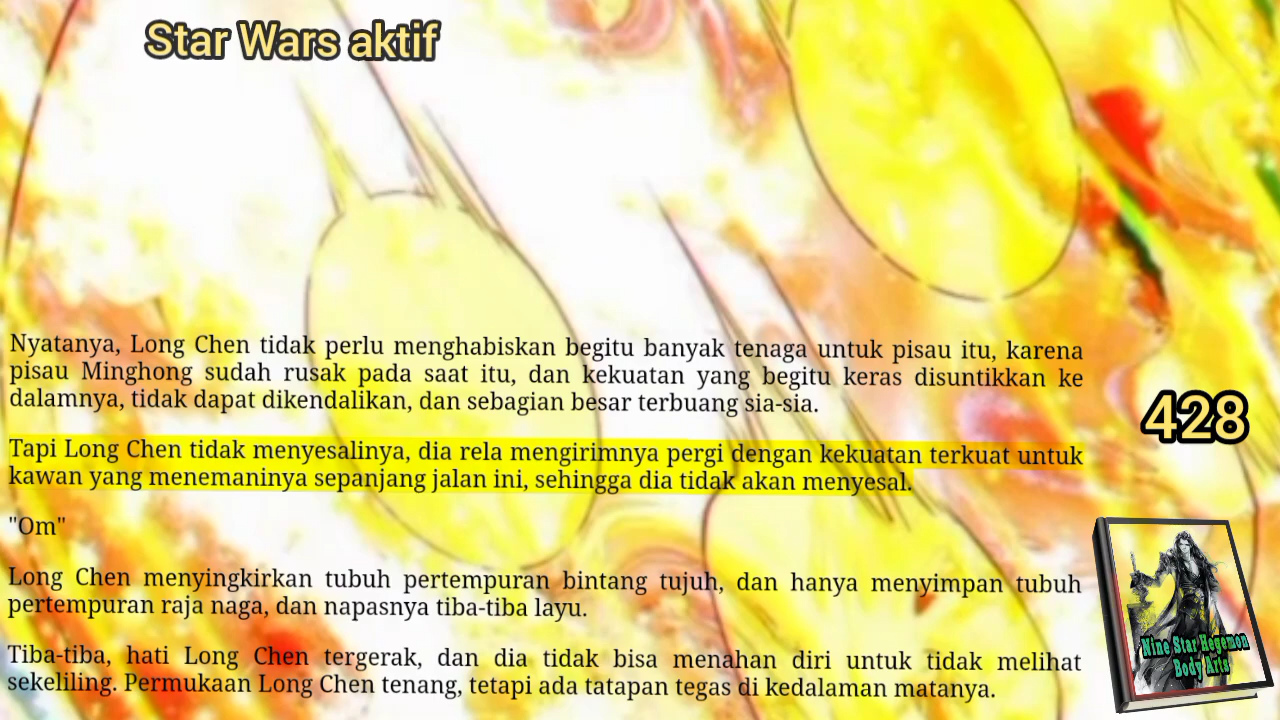 Star Wars aktif
Nyatanya, Long Chen tidak perlu menghabiskan begitu banyak tenaga untuk pisau itu, karena
pisau Minghong sudah rusak pada saat itu, dan kekuatan yang begitu keras disuntikkan ke
dalamnya, tidak dapat dikendalikan, dan sebagian besar terbuang sia-sia.
428
Tapi Long Chen tidak menyesalinya, dia rela mengirimnya pergi dengan kekuatan terkuat untuk
kawan yang menemaninya sepanjang jalan ini, sehingga dia tidak akan menyesal.
"Om"
Long Chen menyingkirkan tubuh pertempuran bintang tujuh, dan hanya menyimpan tubuh
pertempuran raja naga, dan napasnya tiba-tiba layu.
Tiba-tiba, hati Long Chen tergerak, dan dia tidak bisa menahan diri untuk tidak melihat
sekeliling. Permukaan Long Chen tenang, tetapi ada tatapan tegas di kedalaman matanya.
Nine Star Hegemon
Body Arts